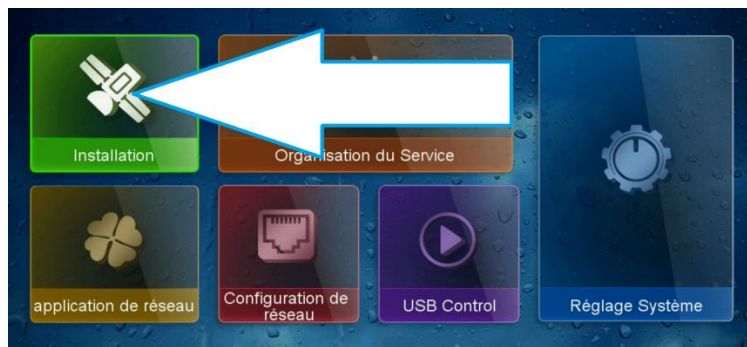 Installation
Organisation du Service
application de réseau
Configuration de
réseau
USB Control
Réglage Système